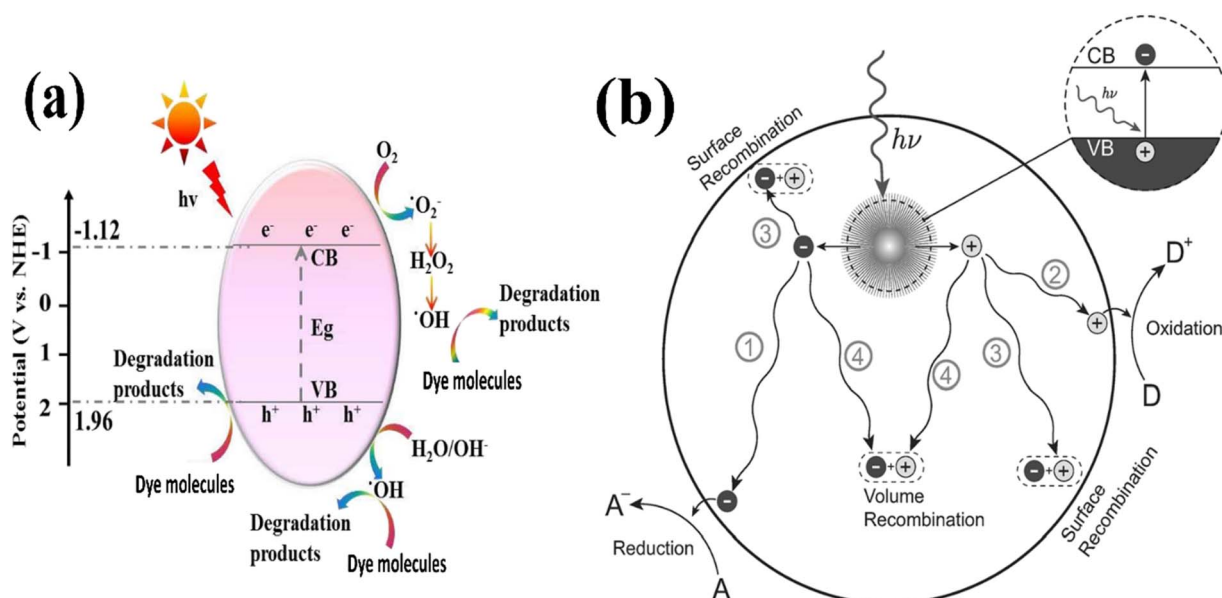 (a)
hv
Potential (V vs. NHE)
-1.12
-1
0
1
2
1.96
e⁻ e⁻ e⁻
CB
Eg
VB
h⁺ h⁺ h⁺
O₂
·O₂⁻
H₂O₂
·OH
Degradation
products
Dye molecules
Degradation
products
Dye molecules
H₂O/OH⁻
·OH
Degradation
products
Dye molecules
(b)
hν
CB
hν
VB
Surface
Recombination
- + +
③
-
+
②
D⁺
+
Oxidation
D
①
④
④
③
- + +
Volume
Recombination
- + +
Surface
Recombination
-
A⁻
Reduction
A
-
+